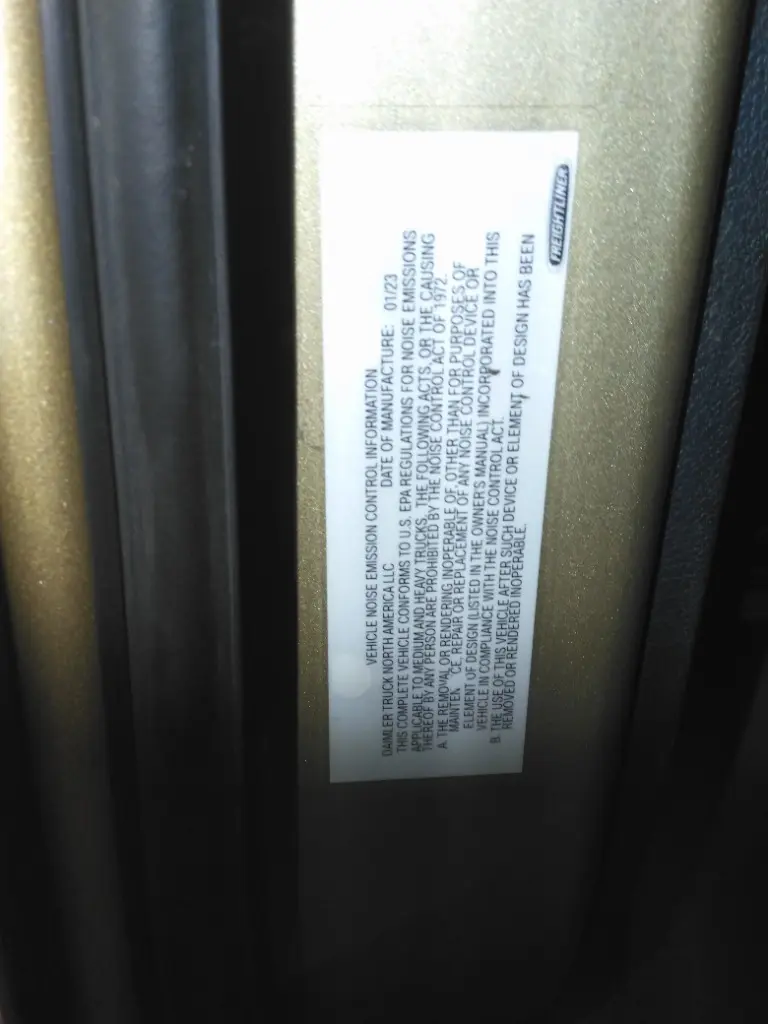 VEHICLE NOISE EMISSION CONTROL INFORMATION
DAIMLER TRUCK NORTH AMERICA LLC DATE OF MANUFACTURE: 01/23
THIS COMPLETE VEHICLE CONFORMS TO U.S. EPA REGULATIONS FOR NOISE EMISSIONS
APPLICABLE TO MEDIUM AND HEAVY TRUCKS. THE FOLLOWING ACTS, OR THE CAUSING
THEREOF BY ANY PERSON ARE PROHIBITED BY THE NOISE CONTROL ACT OF 1972.
A. THE REMOVAL OR RENDERING INOPERABLE OF, OTHER THAN FOR PURPOSES OF
MAINTEN CE, REPAIR OR REPLACEMENT OF ANY NOISE CONTROL DEVICE OR
ELEMENT OF DESIGN (LISTED IN THE OWNER'S MANUAL) INCORPORATED INTO THIS
VEHICLE IN COMPLIANCE WITH THE NOISE CONTROL ACT.
B. THE USE OF THIS VEHICLE AFTER SUCH DEVICE OR ELEMENT OF DESIGN HAS BEEN
REMOVED OR RENDERED INOPERABLE.
FREIGHTLINER